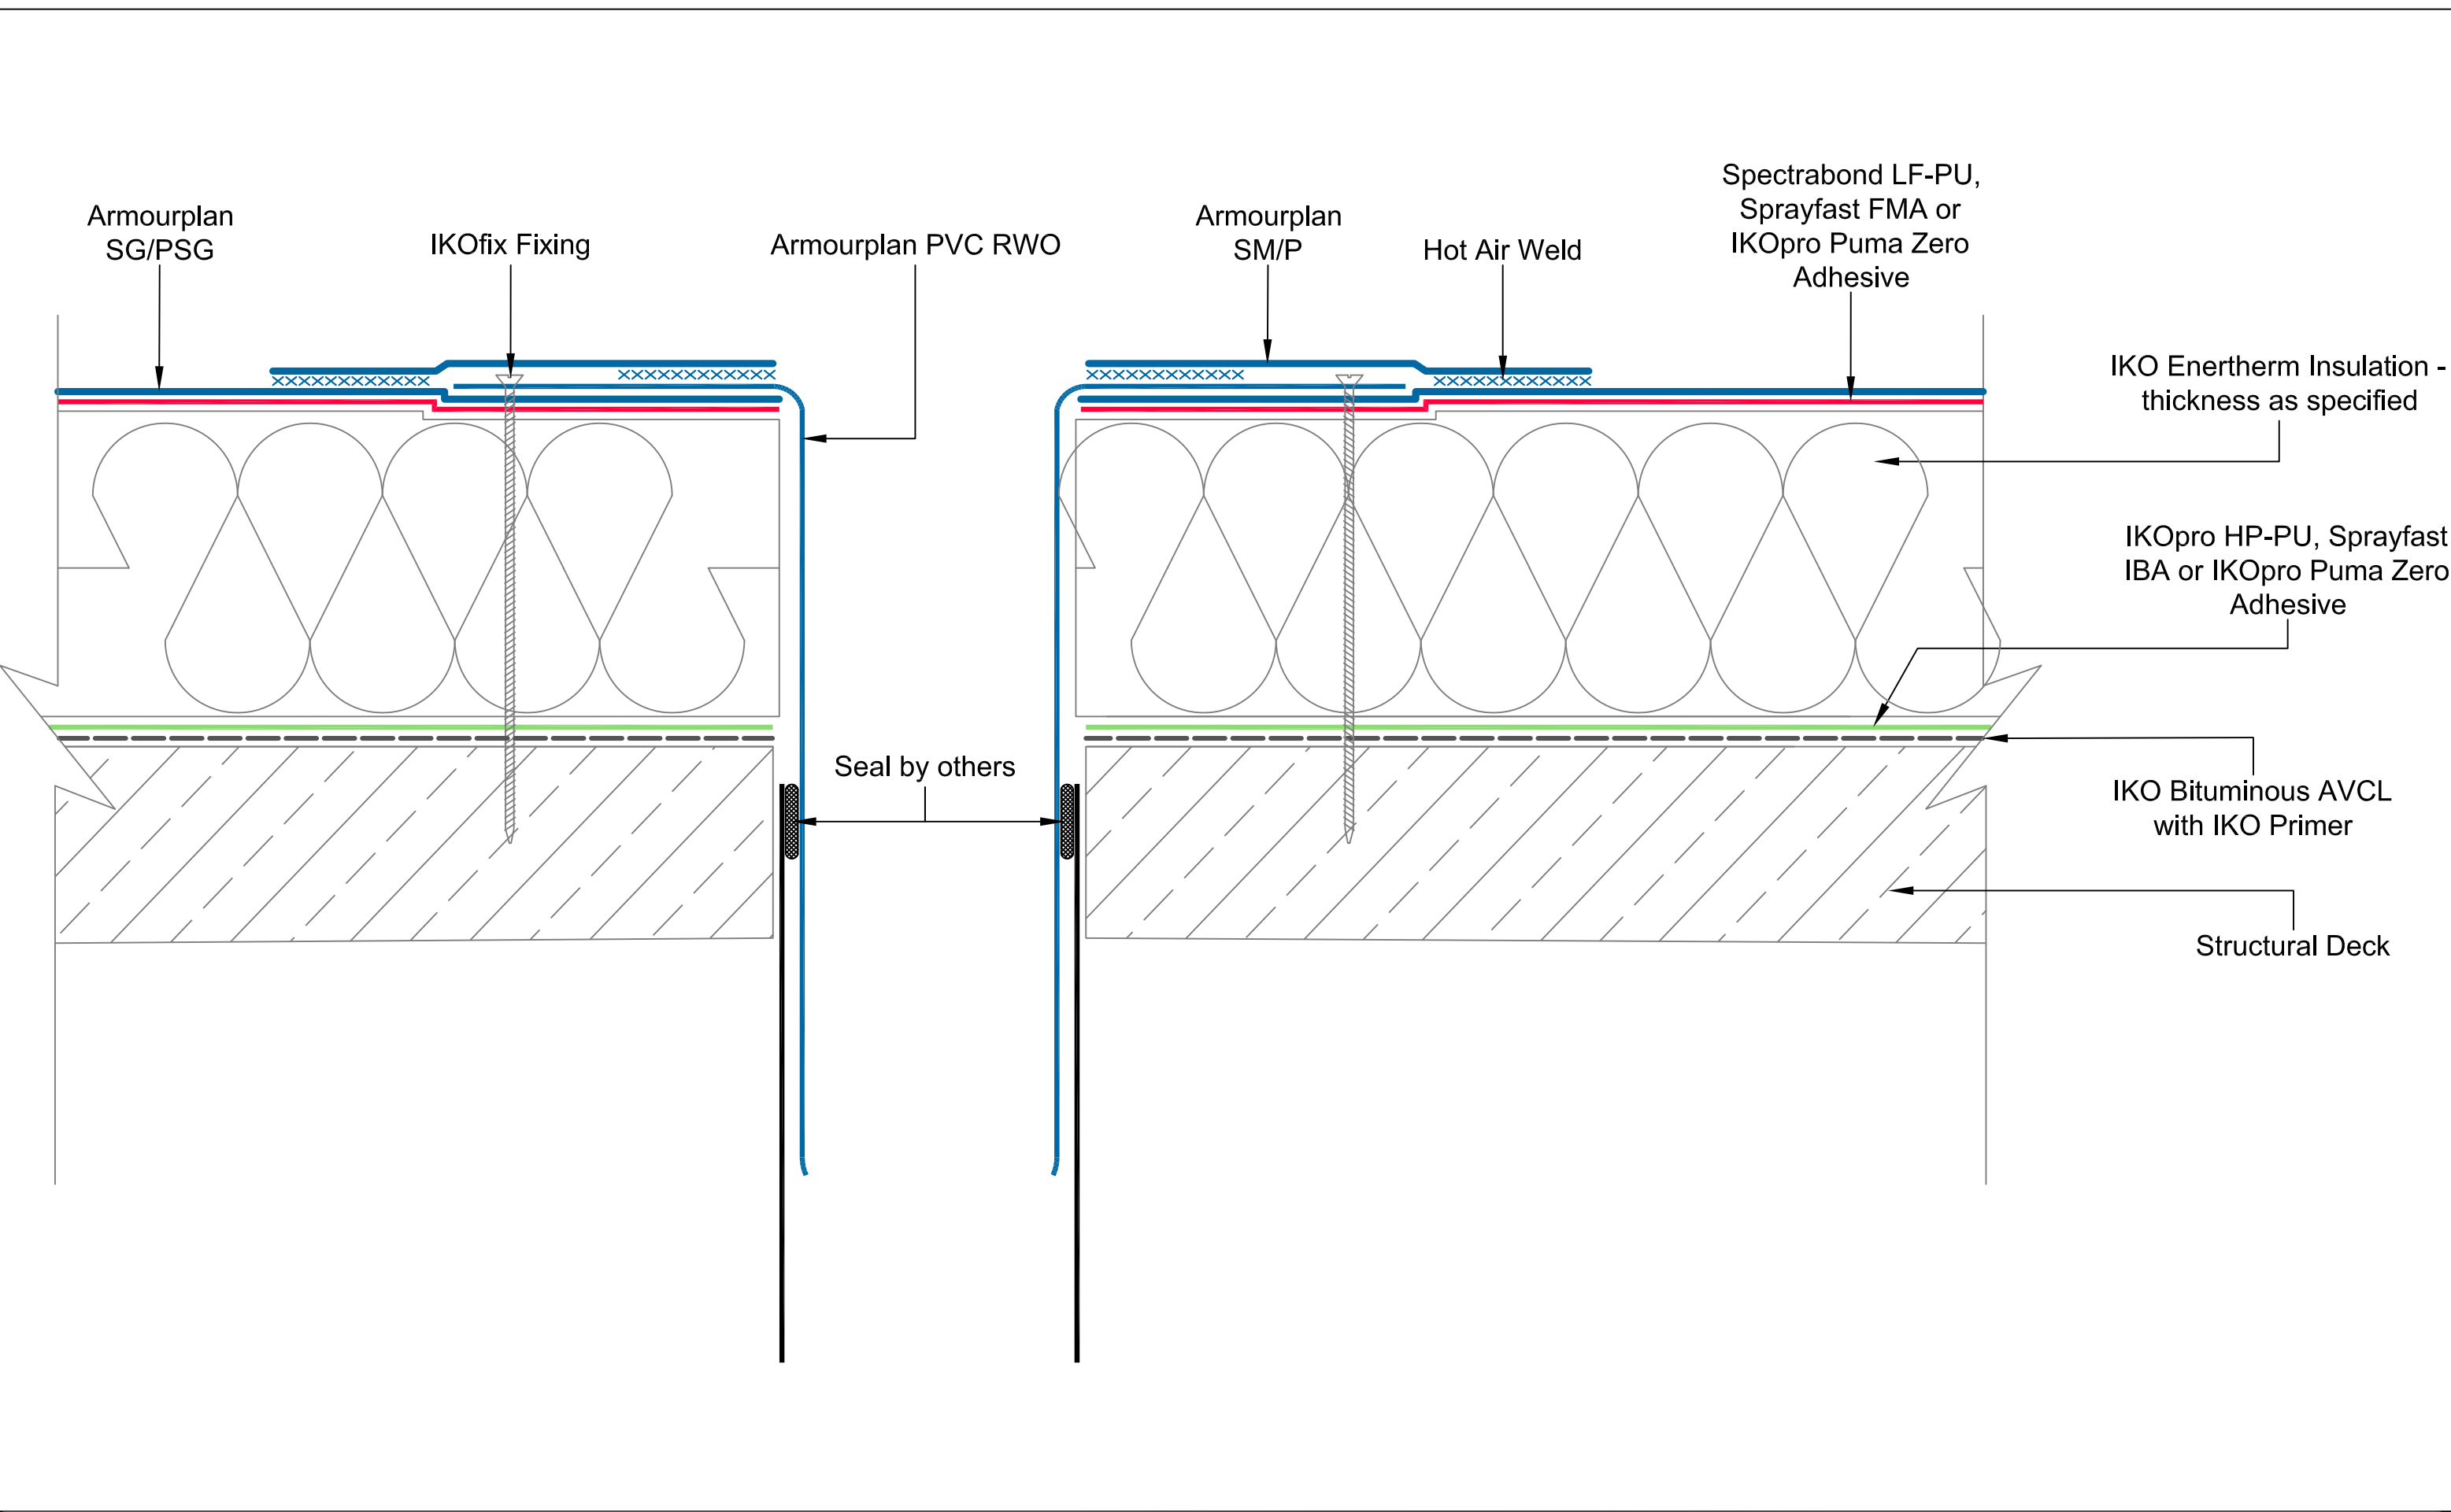 Armourplan
SG/PSG
IKOfix Fixing
Armourplan PVC RWO
Armourplan
SM/P
Hot Air Weld
Spectrabond LF-PU,
Sprayfast FMA or
IKOpro Puma Zero
Adhesive
IKO Enertherm Insulation -
thickness as specified
IKOpro HP-PU, Sprayfast
IBA or IKOpro Puma Zero
Adhesive
Seal by others
IKO Bituminous AVCL
with IKO Primer
Structural Deck